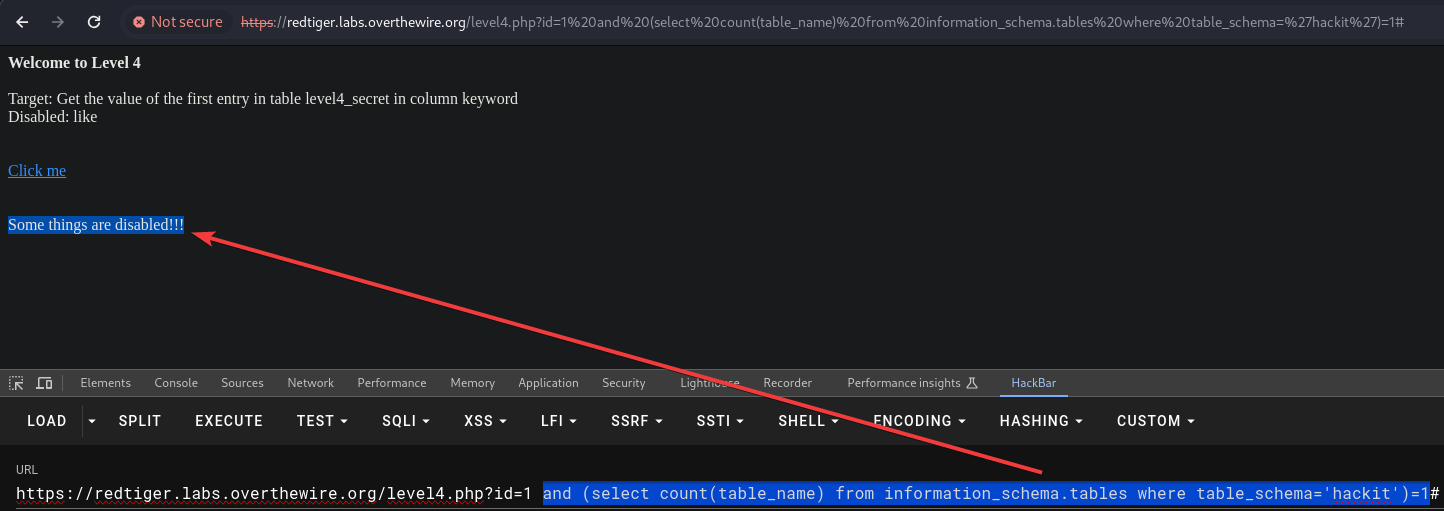 Not secure https://redtiger.labs.overthewire.org/level4.php?id=1%20and%20(select%20count(table_name)%20from%20information_schema.tables%20where%20table_schema=%27hackit%27)=1#
Welcome to Level 4
Target: Get the value of the first entry in table level4_secret in column keyword
Disabled: like
Click me
Some things are disabled!!!
Elements Console Sources Network Performance Memory Application Security Lighthouse Recorder Performance insights HackBar
LOAD SPLIT EXECUTE TEST SQLI XSS LFI SSRF SSTI SHELL ENCODING HASHING CUSTOM
URL
https://redtiger.labs.overthewire.org/level4.php?id=1 and (select count(table_name) from information_schema.tables where table_schema='hackit')=1#